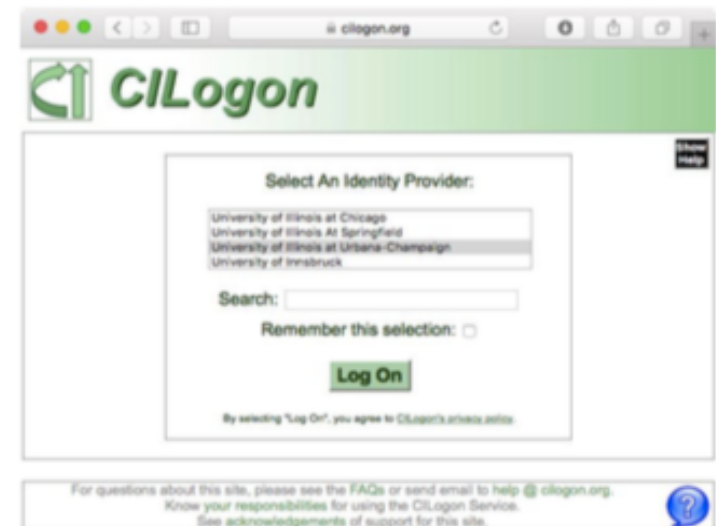 cilogon.org
CILogon
Show
Help
Select An Identity Provider:
University of Illinois at Chicago
University of Illinois At Springfield
University of Illinois at Urbana-Champaign
University of Innsbruck
Search:
Remember this selection:
Log On
By selecting "Log On", you agree to CILogon's privacy policy.
For questions about this site, please see the FAQs or send email to help @ cilogon.org.
Know your responsibilities for using the CILogon Service.
See acknowledgements of support for this site.
?